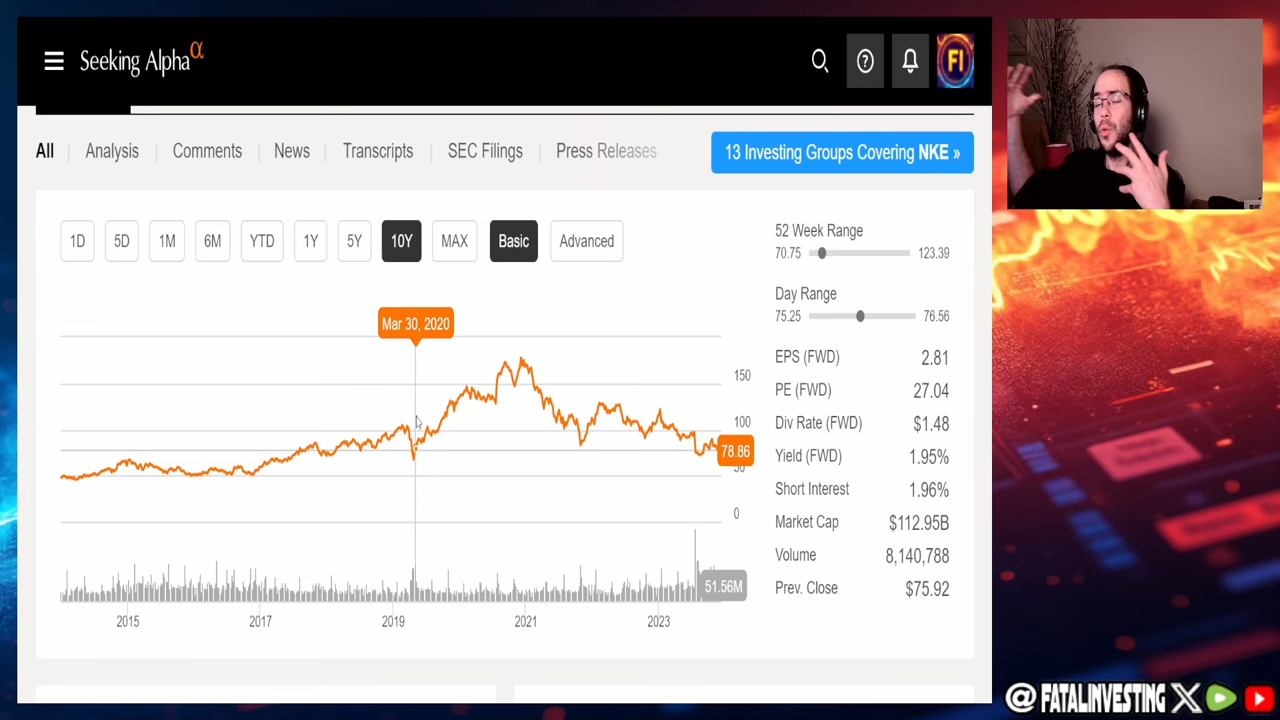 Seeking Alpha α
FI
All
Analysis
Comments
News
Transcripts
SEC Filings
Press Releases
13 Investing Groups Covering NKE »
1D
5D
1M
6M
YTD
1Y
5Y
10Y
MAX
Basic
Advanced
Mar 30, 2020
150
100
78.86
50
0
51.56M
2015
2017
2019
2021
2023
52 Week Range
70.75
123.39
Day Range
75.25
76.56
EPS (FWD) 2.81
PE (FWD) 27.04
Div Rate (FWD) $1.48
Yield (FWD) 1.95%
Short Interest 1.96%
Market Cap $112.95B
Volume 8,140,788
Prev. Close $75.92
@FATALINVESTING X